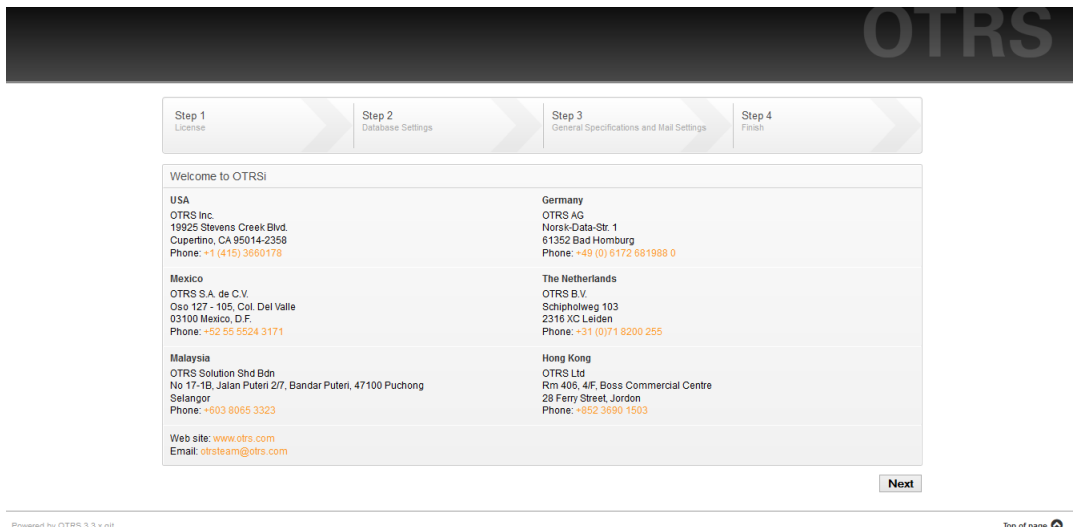 OTRS
Step 1
License
Step 2
Database Settings
Step 3
General Specifications and Mail Settings
Step 4
Finish
Welcome to OTRSi
USA
OTRS Inc.
19925 Stevens Creek Blvd.
Cupertino, CA 95014-2358
Phone: +1 (415) 3660178
Germany
OTRS AG
Norsk-Data-Str. 1
61352 Bad Homburg
Phone: +49 (0) 6172 681988 0
Mexico
OTRS S.A. de C.V.
Oso 127 - 105, Col. Del Valle
03100 Mexico, D.F.
Phone: +52 55 5524 3171
The Netherlands
OTRS B.V.
Schipholweg 103
2316 XC Leiden
Phone: +31 (0)71 8200 255
Malaysia
OTRS Solution Shd Bdn
No 17-1B, Jalan Puteri 2/7, Bandar Puteri, 47100 Puchong
Selangor
Phone: +603 8065 3323
Hong Kong
OTRS Ltd
Rm 406, 4/F, Boss Commercial Centre
28 Ferry Street, Jordon
Phone: +852 3690 1503
Web site: www.otrs.com
Email: otrsteam@otrs.com
Next
Powered by OTRS 3.3.x git
Top of page